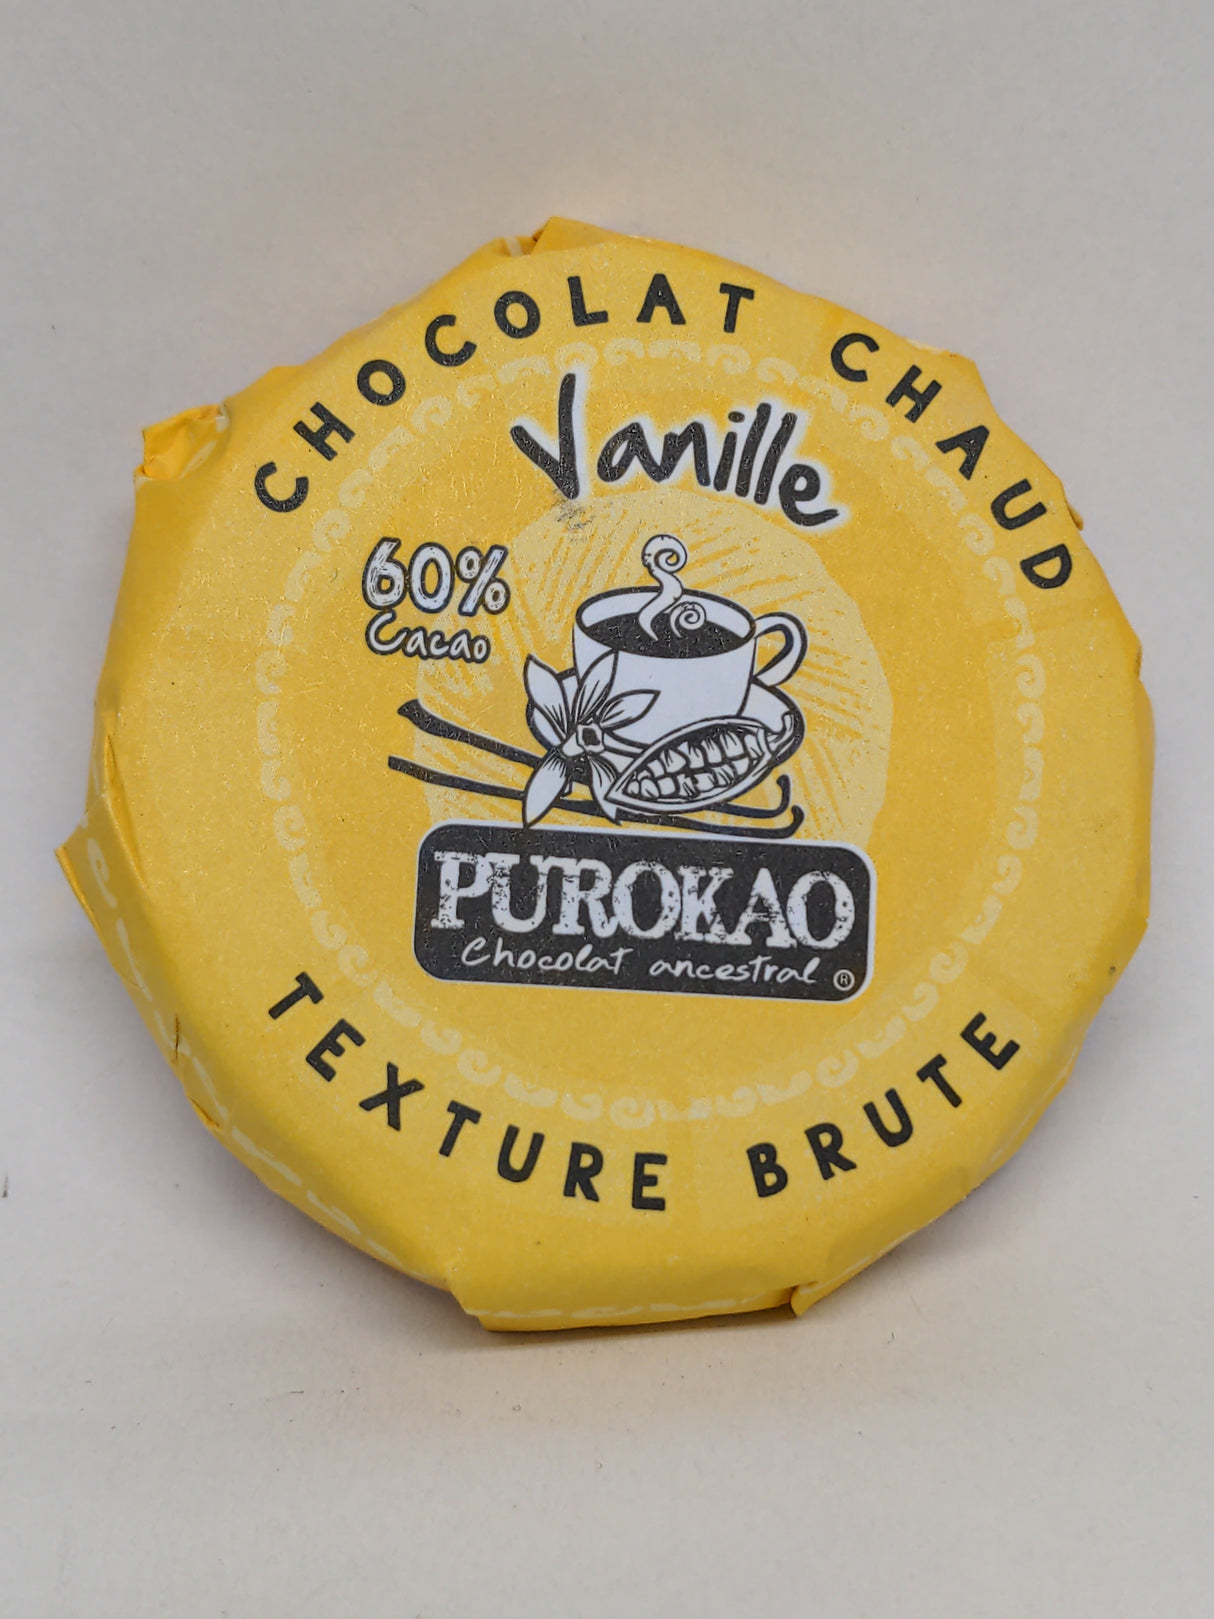 CHOCOLAT CHAUD
Vanille
60%
Cacao
PUROKAO
Chocolat ancestral ®
TEXTURE BRUTE